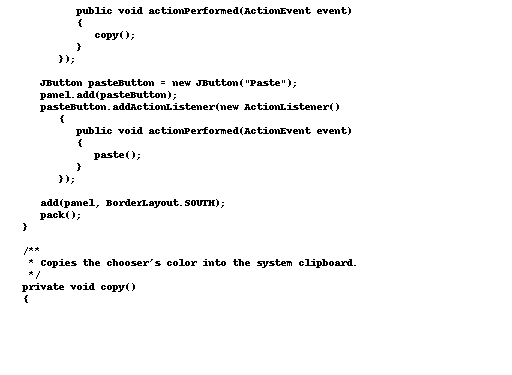 public void actionPerformed(ActionEvent event)
{
copy();
}
});
JButton pasteButton = new JButton("Paste");
panel.add(pasteButton);
pasteButton.addActionListener(new ActionListener()
{
public void actionPerformed(ActionEvent event)
{
paste();
}
});
add(panel, BorderLayout.SOUTH);
pack();
}
/**
* Copies the chooser's color into the system clipboard.
*/
private void copy()
{